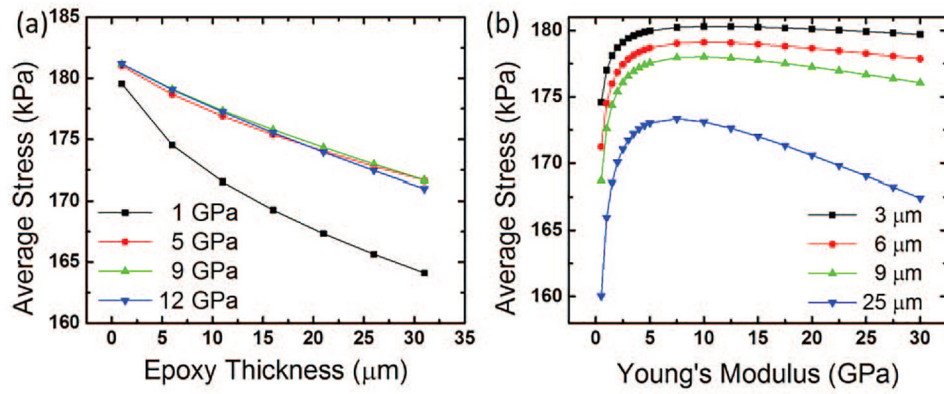 (a)
Average Stress (kPa)
185
180
175
170
165
160
1 GPa
5 GPa
9 GPa
12 GPa
0 5 10 15 20 25 30 35
Epoxy Thickness (μm)
(b)
Average Stress (kPa)
180
175
170
165
160
3 μm
6 μm
9 μm
25 μm
0 5 10 15 20 25 30
Young's Modulus (GPa)